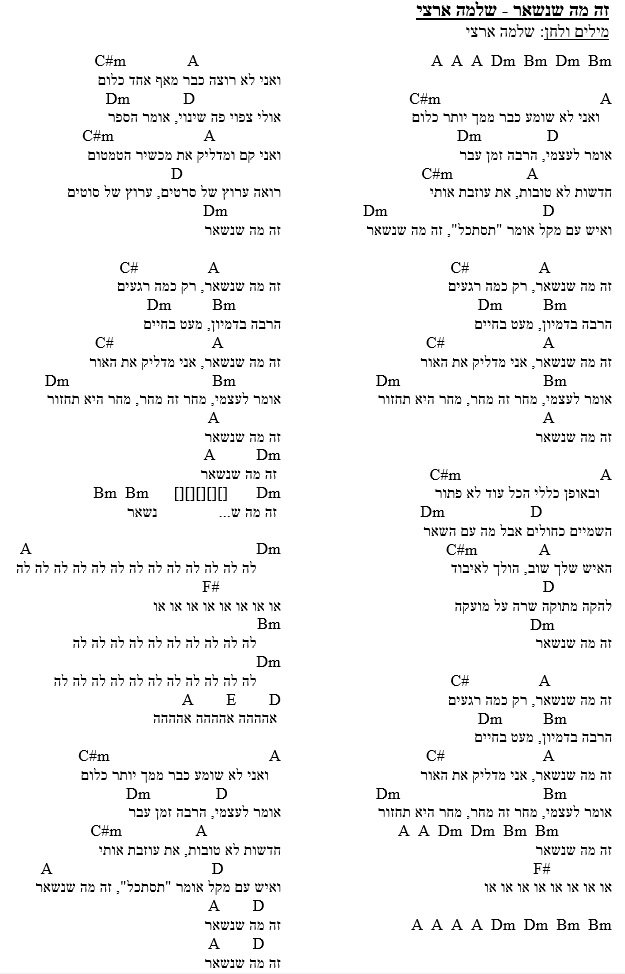 זה מה שנשאר - שלמה ארצי
מילים ולחן: שלמה ארצי
A A A Dm Bm Dm Bm
C#m A
ואני לא שומע כבר ממך יותר כלום
Dm D
אומר לעצמי, הרבה זמן עבר
C#m A
חדשות לא טובות, את עוזבת אותי
Dm D
ואיש עם מקל אומר "תסתכל", זה מה שנשאר
C# A
זה מה שנשאר, רק כמה רגעים
Dm Bm
הרבה בדמיון, מעט בחיים
C# A
זה מה שנשאר, אני מדליק את האור
Dm Bm
אומר לעצמי, מחר זה מחר, מחר היא תחזור
A
זה מה שנשאר
C#m A
ובאופן כללי הכל עוד לא פתור
Dm D
השמיים כחולים אבל מה עם השאר
C#m A
האיש שלך שוב, הולך לאיבוד
D
להקה מתוקה שרה על מועקה
Dm
זה מה שנשאר
C# A
זה מה שנשאר, רק כמה רגעים
Dm Bm
הרבה בדמיון, מעט בחיים
C# A
זה מה שנשאר, אני מדליק את האור
Dm Bm
אומר לעצמי, מחר זה מחר, מחר היא תחזור
A A Dm Dm Bm Bm
זה מה שנשאר
F#
או או או או או או או או
A A A A Dm Dm Bm Bm
C#m A
ואני לא רוצה כבר מאף אחד כלום
Dm D
אולי צפוי פה שינוי, אומר הספר
C#m A
ואני קם ומדליק את מכשיר הטמטום
D
רואה ערוץ של סרטים, ערוץ של סוטים
Dm
זה מה שנשאר
C# A
זה מה שנשאר, רק כמה רגעים
Dm Bm
הרבה בדמיון, מעט בחיים
C# A
זה מה שנשאר, אני מדליק את האור
Dm Bm
אומר לעצמי, מחר זה מחר, מחר היא תחזור
A
זה מה שנשאר
A Dm
זה מה שנשאר
Bm Bm [][][][][] Dm
זה מה ש... נשאר
A Dm
לה לה לה לה לה לה לה לה לה לה לה לה לה
F#
או או או או או או או או
Bm
לה לה לה לה לה לה לה לה לה לה
Dm
לה לה לה לה לה לה לה לה לה לה לה
A E D
אהההה אההההה אההההה
C#m A
ואני לא שומע כבר ממך יותר כלום
Dm D
אומר לעצמי, הרבה זמן עבר
C#m A
חדשות לא טובות, את עוזבת אותי
A D
ואיש עם מקל אומר "תסתכל", זה מה שנשאר
A D
זה מה שנשאר
A D
זה מה שנשאר